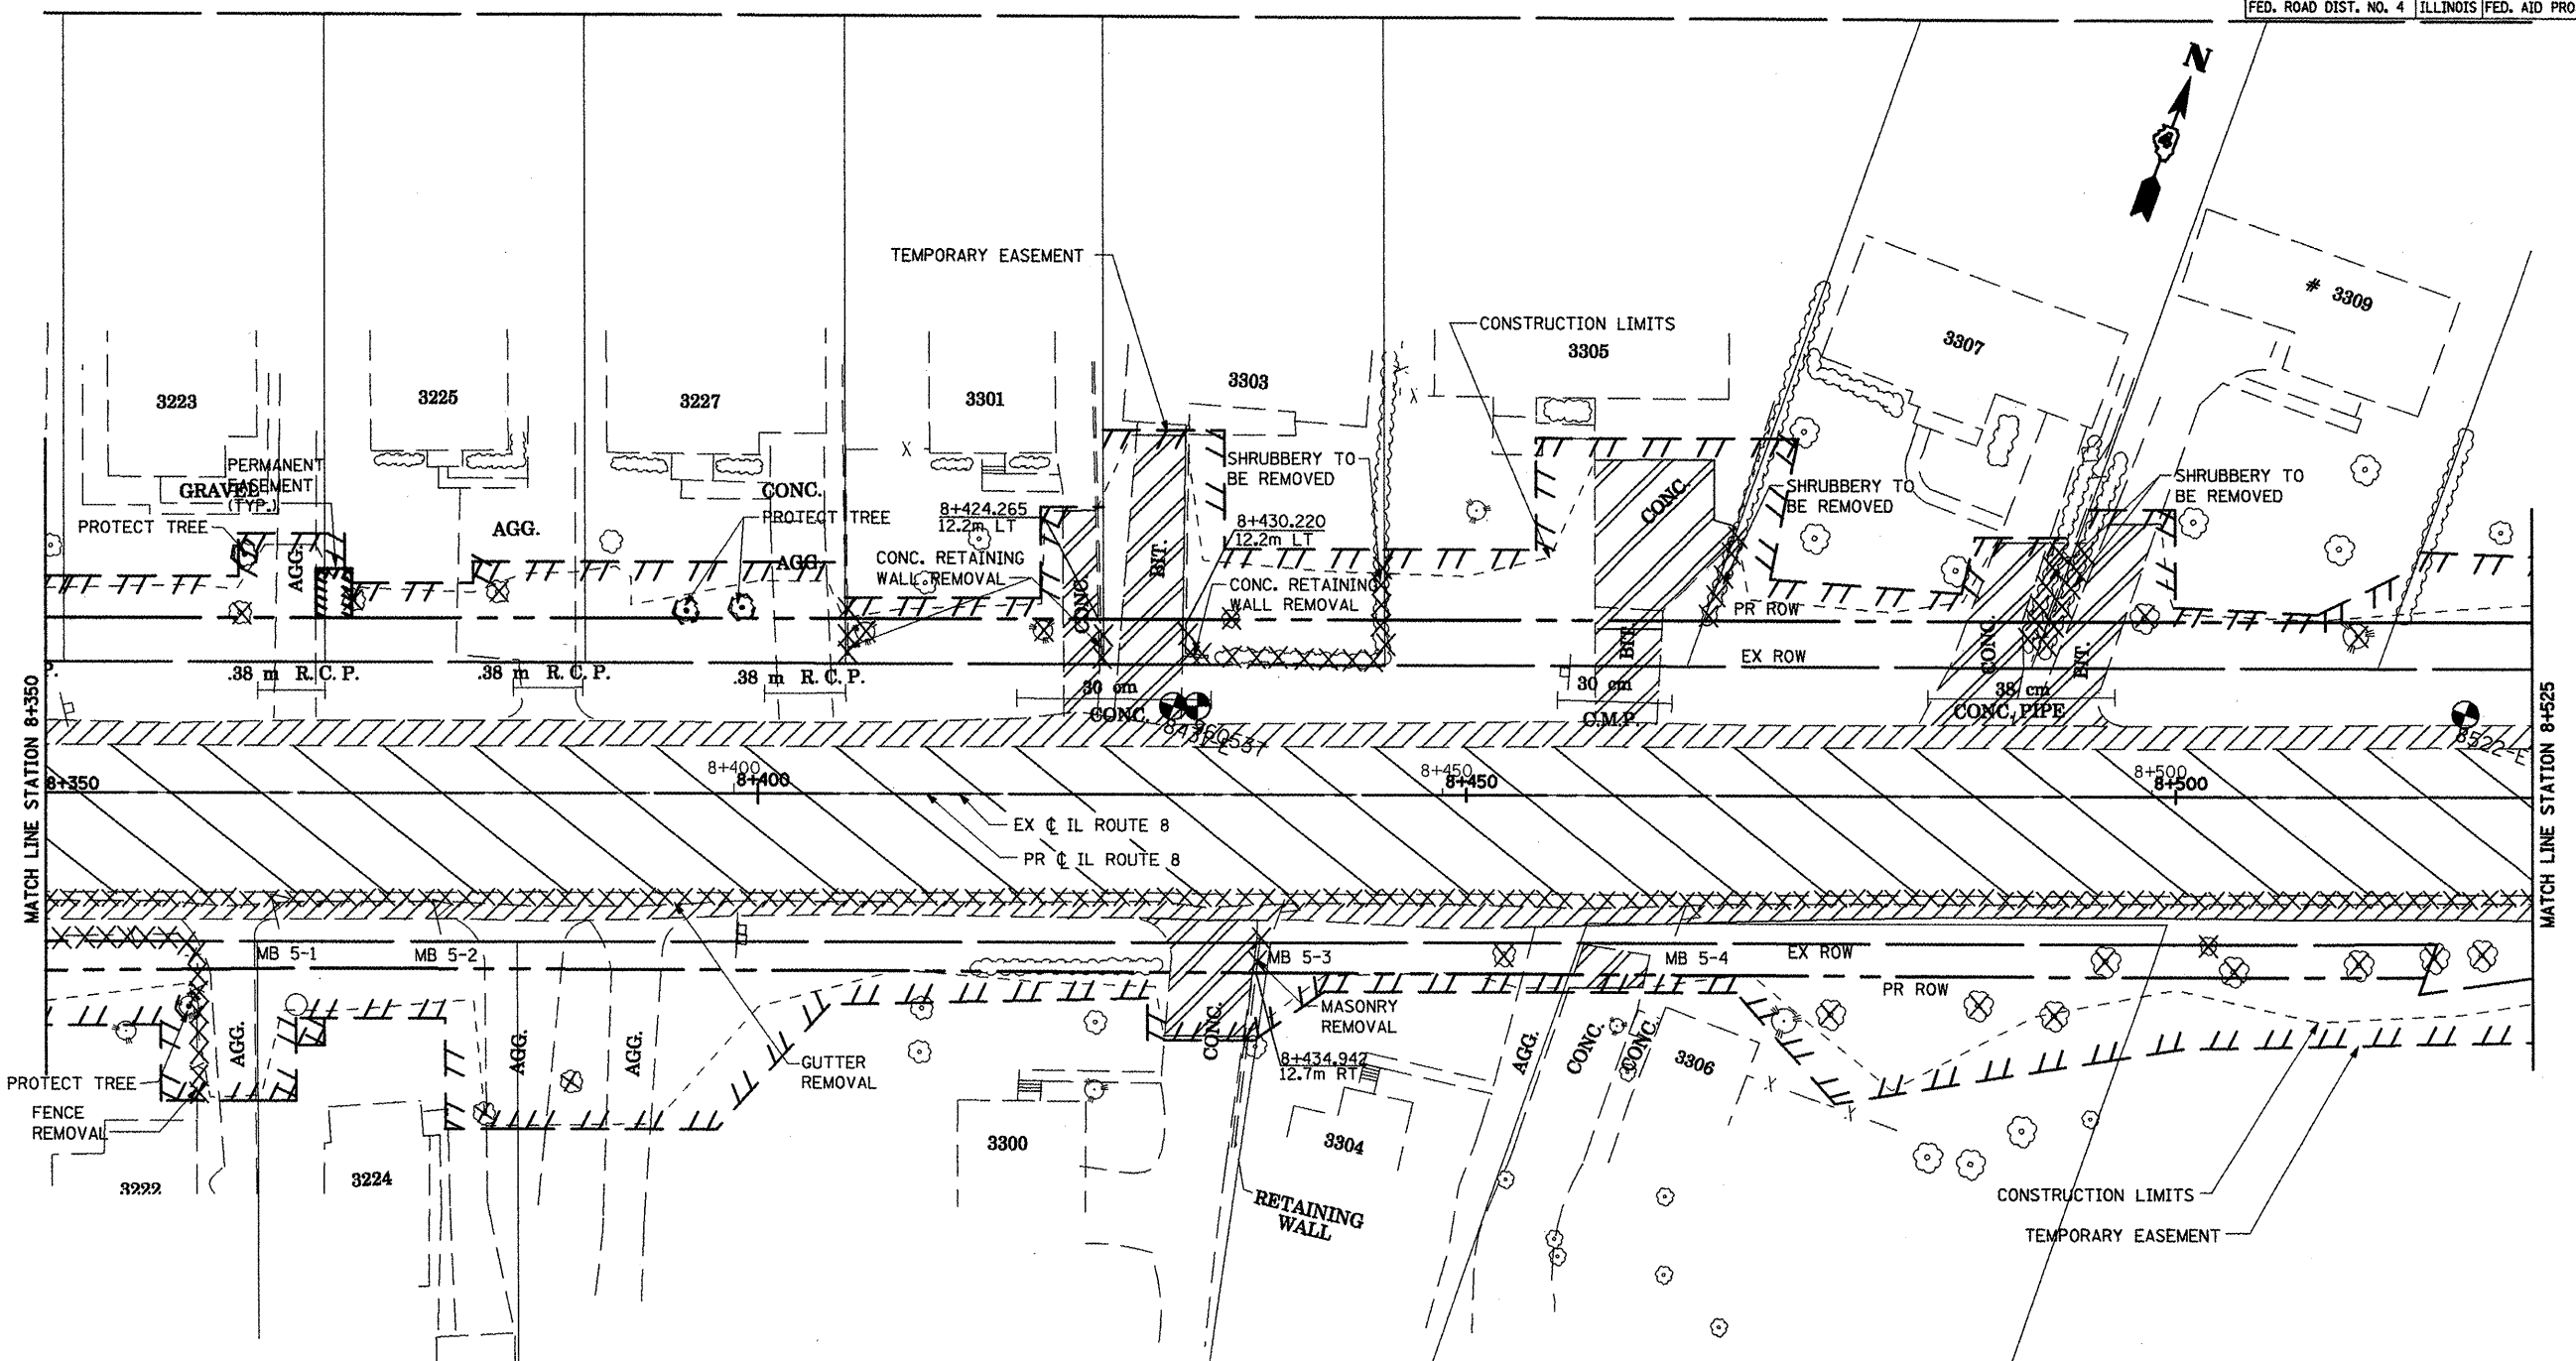 FED. ROAD DIST. NO. 4 ILLINOIS FED. AID PRO
N
4
TEMPORARY EASEMENT
CONSTRUCTION LIMITS
3305
3307
# 3309
3223
3225
3227
3301
3303
PERMANENT
EASEMENT
(TYP.)
GRAVEL
PROTECT TREE
AGG.
AGG.
CONC.
PROTECT TREE
AGG.
8+424.265
12.2m LT
CONC. RETAINING
WALL REMOVAL
CONC.
BIT.
SHRUBBERY TO
BE REMOVED
8+430.220
12.2m LT
CONC. RETAINING
WALL REMOVAL
CONC.
BIT.
SHRUBBERY TO
BE REMOVED
SHRUBBERY TO
BE REMOVED
CONC.
BIT.
PR ROW
EX ROW
P.
.38 m R.C.P.
.38 m R.C.P.
.38 m R.C.P.
30 cm
CONC.
30 cm
C.M.P.
38 cm
CONC. PIPE
8437-E
960537
8522-E
MATCH LINE STATION 8+350
8+350
8+400
8+400
8+450
8+450
8+500
8+500
MATCH LINE STATION 8+525
EX ℄ IL ROUTE 8
PR ℄ IL ROUTE 8
MB 5-1
MB 5-2
MB 5-3
MB 5-4
EX ROW
PR ROW
AGG.
AGG.
AGG.
CONC.
MASONRY
REMOVAL
8+434.942
12.7m RT
AGG.
CONC.
CONC.
GUTTER
REMOVAL
PROTECT TREE
FENCE
REMOVAL
3222
3224
3300
3304
3306
RETAINING
WALL
CONSTRUCTION LIMITS
TEMPORARY EASEMENT